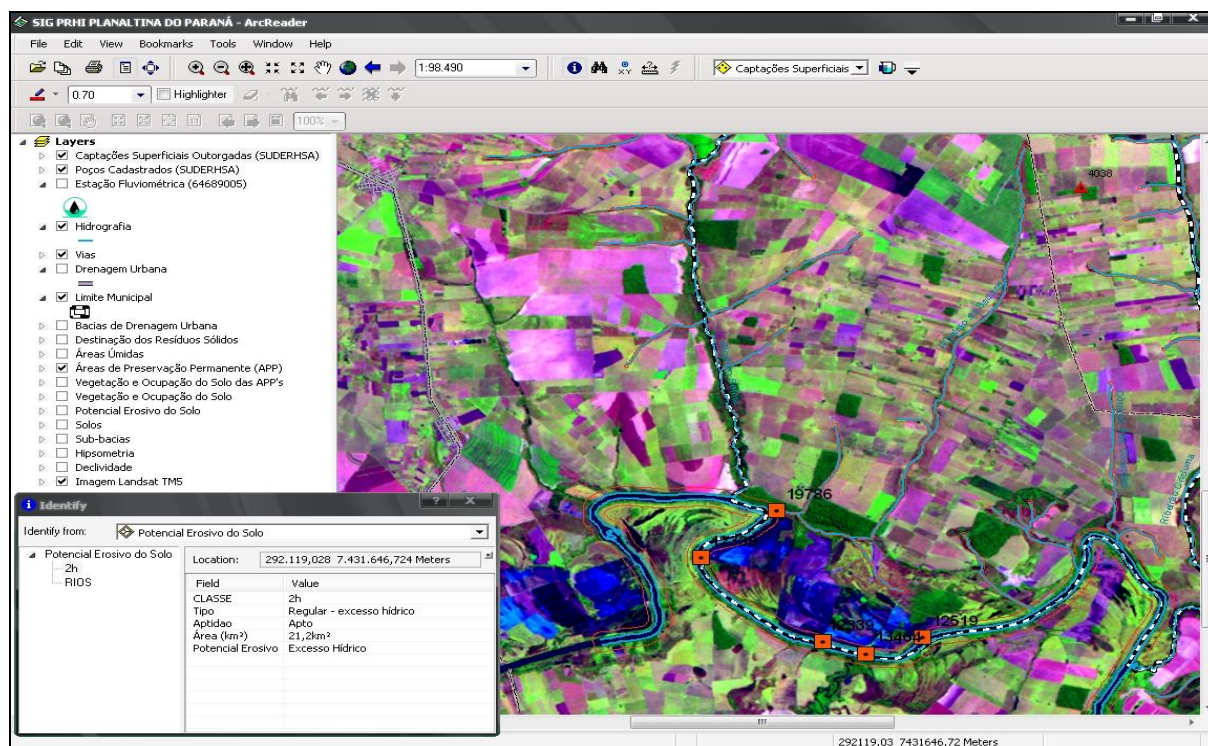 SIG PRHI PLANALTINA DO PARANÁ - ArcReader
File Edit View Bookmarks Tools Window Help
1:98.490
Captações Superficiais
0.70
Highlighter
100%
Layers
Captações Superficiais Outorgadas (SUDERHSA)
Poços Cadastrados (SUDERHSA)
Estação Fluviométrica (64689005)
Hidrografia
Vias
Drenagem Urbana
Limite Municipal
Bacias de Drenagem Urbana
Destinação dos Resíduos Sólidos
Áreas Úmidas
Áreas de Preservação Permanente (APP)
Vegetação e Ocupação do Solo das APP's
Vegetação e Ocupação do Solo
Potencial Erosivo do Solo
Solos
Sub-bacias
Hipsometria
Declividade
Imagem Landsat TM5
4038
19786
12519
Identify
Identify from: Potencial Erosivo do Solo
Potencial Erosivo do Solo
2h
RIOS
Location: 292.119,028 7.431.646,724 Meters
Field Value
CLASSE 2h
Tipo Regular - excesso hídrico
Aptidao Apto
Área (km²) 21,2km²
Potencial Erosivo Excesso Hídrico
292119.03 7431646.72 Meters